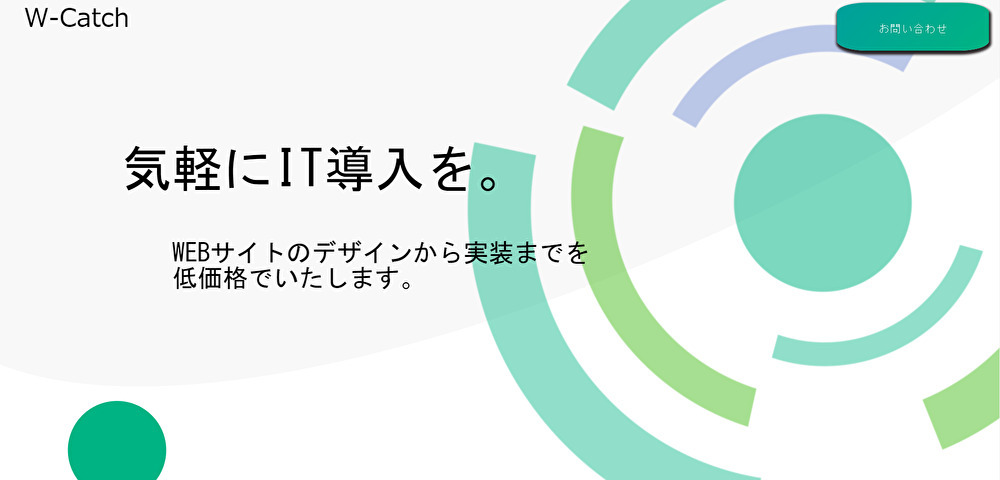 W-Catch
お問い合わせ
気軽にIT導入を。
WEBサイトのデザインから実装までを
低価格でいたします。